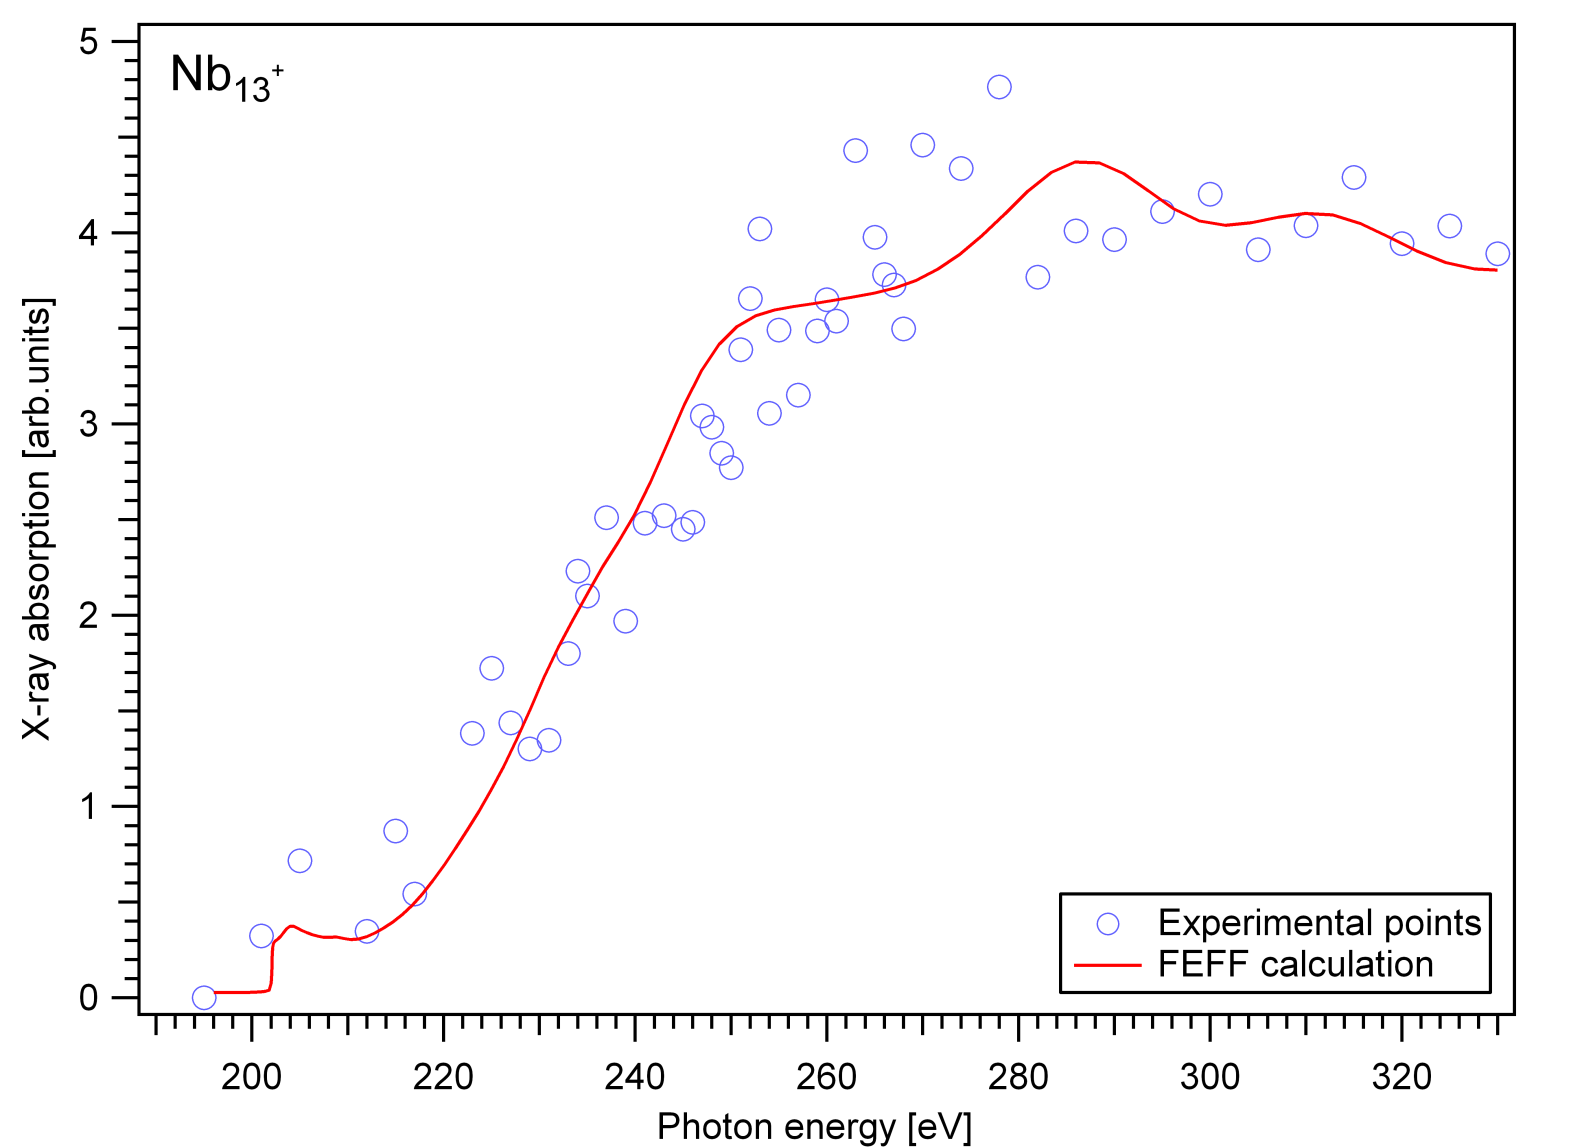 Nb13+
5
4
3
2
1
0
X-ray absorption [arb.units]
Experimental points
FEFF calculation
200 220 240 260 280 300 320
Photon energy [eV]